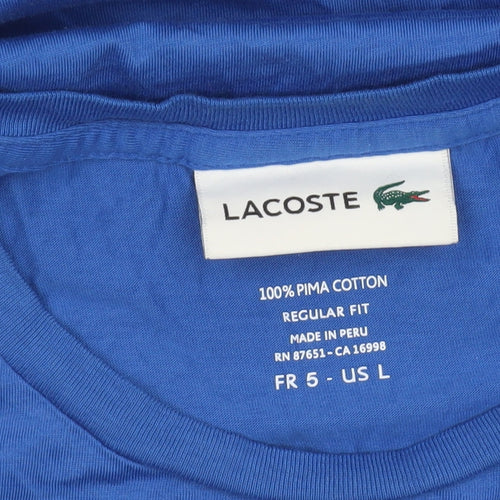 LACOSTE
100% PIMA COTTON
REGULAR FIT
MADE IN PERU
RN 87651 - CA 16998
FR 5 - US L